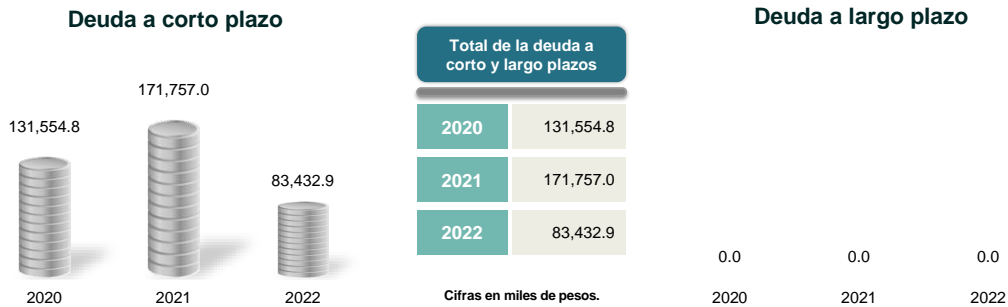 Deuda a corto plazo
131,554.8
171,757.0
83,432.9
2020
2021
2022
Total de la deuda a
corto y largo plazos
2020 131,554.8
2021 171,757.0
2022 83,432.9
Cifras en miles de pesos.
Deuda a largo plazo
0.0 0.0 0.0
2020 2021 2022